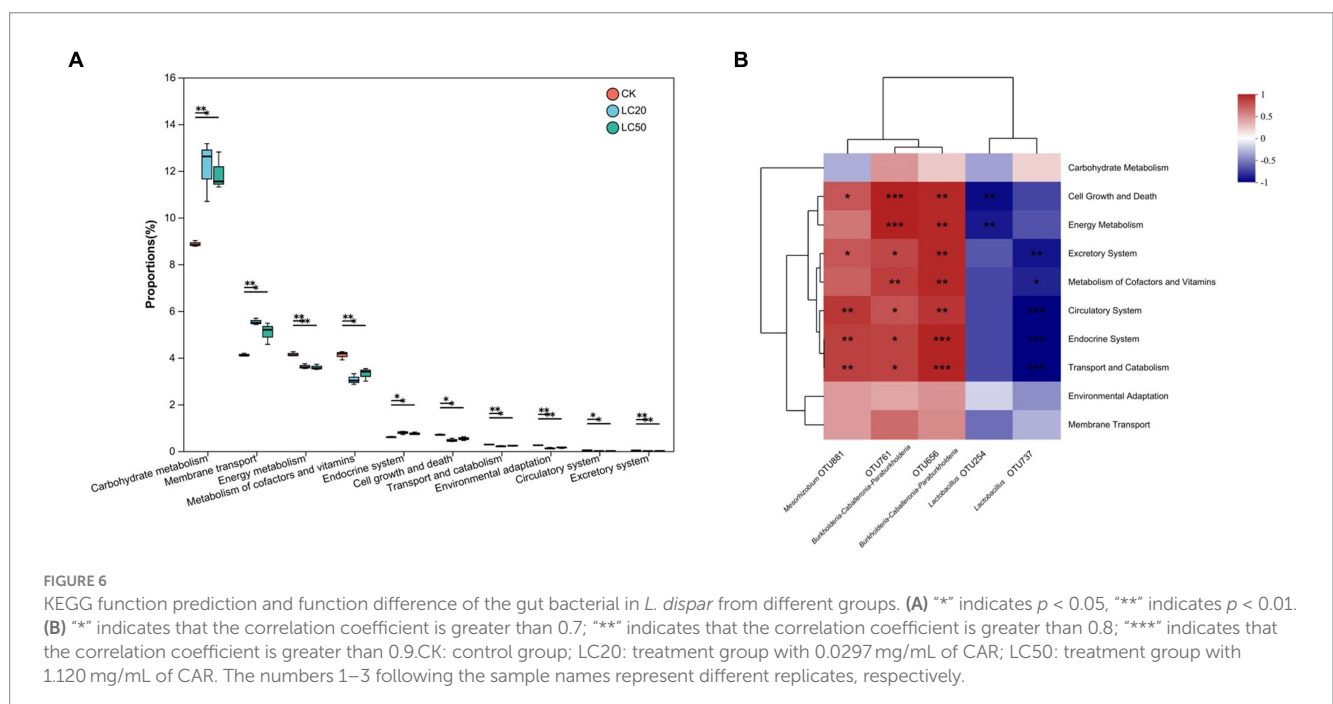 A
B
16
14
12
10
8
6
4
2
0
Proportions(%)
CK
LC20
LC50
** *
** *
** **
** *
* *
* *
** *
** **
* *
** **
Carbohydrate metabolism
Membrane transport
Energy metabolism
Metabolism of cofactors and vitamins
Endocrine system
Cell growth and death
Transport and catabolism
Environmental adaptation
Circulatory system
Excretory system
1
0.5
0
-0.5
-1
Carbohydrate Metabolism
* *** ** ** Cell Growth and Death
*** ** ** Energy Metabolism
* * ** ** Excretory System
** ** * Metabolism of Cofactors and Vitamins
** * ** *** Circulatory System
** * *** *** Endocrine System
** * *** *** Transport and Catabolism
Environmental Adaptation
Membrane Transport
Mesorhizobium OTU881
OTU761
Burkholderia-Caballeronia-Paraburkholderia
OTU656
Burkholderia-Caballeronia-Paraburkholderia
Lactobacillus OTU254
Lactobacillus OTU737
FIGURE 6
KEGG function prediction and function difference of the gut bacterial in L. dispar from different groups. (A) “*” indicates p < 0.05, “**” indicates p < 0.01.
(B) “*” indicates that the correlation coefficient is greater than 0.7; “**” indicates that the correlation coefficient is greater than 0.8; “***” indicates that
the correlation coefficient is greater than 0.9.CK: control group; LC20: treatment group with 0.0297 mg/mL of CAR; LC50: treatment group with
1.120 mg/mL of CAR. The numbers 1–3 following the sample names represent different replicates, respectively.